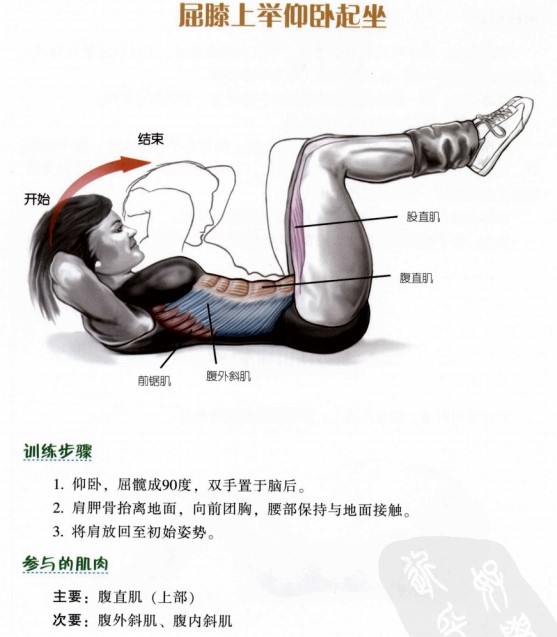 屈膝上举仰卧起坐
结束
开始
股直肌
腹直肌
前锯肌
腹外斜肌
训练步骤
1. 仰卧，屈髋成90度，双手置于脑后。
2. 肩胛骨抬离地面，向前团胸，腰部保持与地面接触。
3. 将肩放回至初始姿势。
参与的肌肉
主要：腹直肌（上部）
次要：腹外斜肌、腹内斜肌